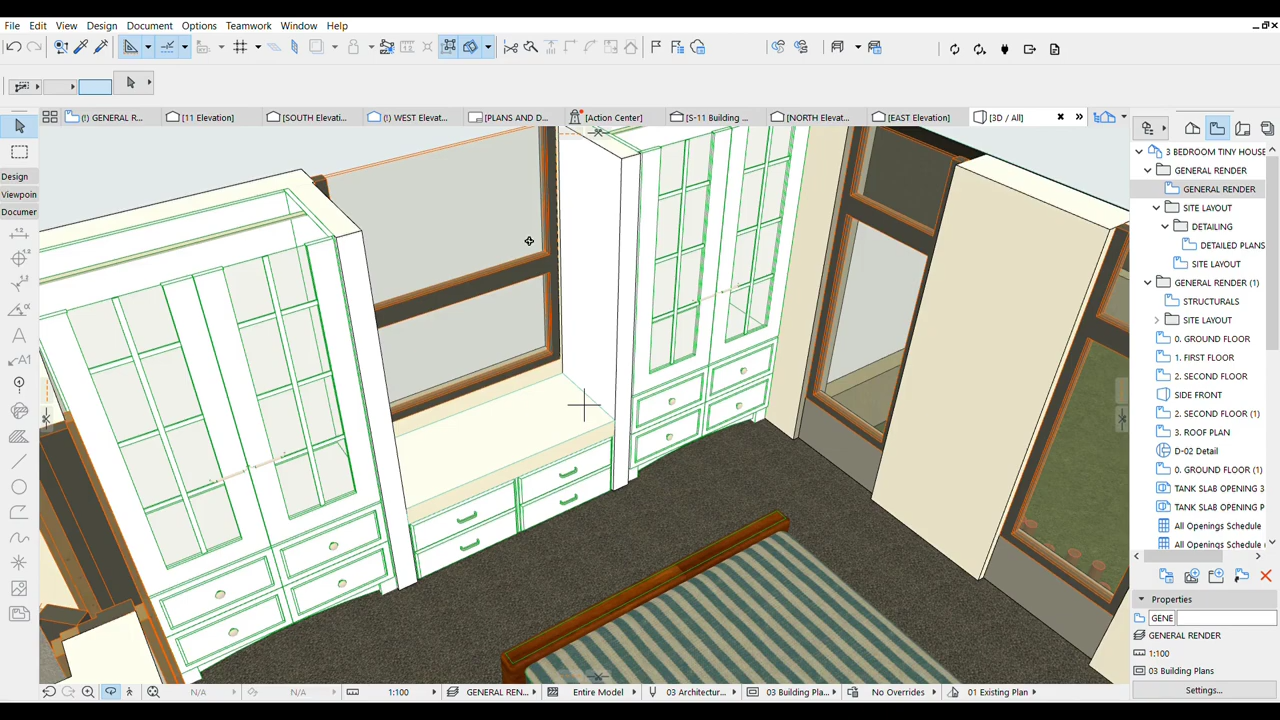 File Edit View Design Document Options Teamwork Window Help
(!) GENERAL R... [11 Elevation] [SOUTH Elevati... (!) WEST Elevat... [PLANS AND D... [Action Center] [S-11 Building ... [NORTH Elevat... [EAST Elevation] [3D / All]
Design
Viewpoin
Documer
A
A1
3 BEDROOM TINY HOUSE
GENERAL RENDER
GENERAL RENDER
SITE LAYOUT
DETAILING
DETAILED PLANS
SITE LAYOUT
GENERAL RENDER (1)
STRUCTURALS
SITE LAYOUT
0. GROUND FLOOR
1. FIRST FLOOR
2. SECOND FLOOR
SIDE FRONT
2. SECOND FLOOR (1)
3. ROOF PLAN
D-02 Detail
0. GROUND FLOOR (1)
TANK SLAB OPENING 3
TANK SLAB OPENING P
All Openings Schedule
All Openings Schedule (
Properties
GENE
GENERAL RENDER
1:100
03 Building Plans
Settings...
N/A N/A 1:100 GENERAL REN... Entire Model 03 Architectur... 03 Building Pla... No Overrides 01 Existing Plan